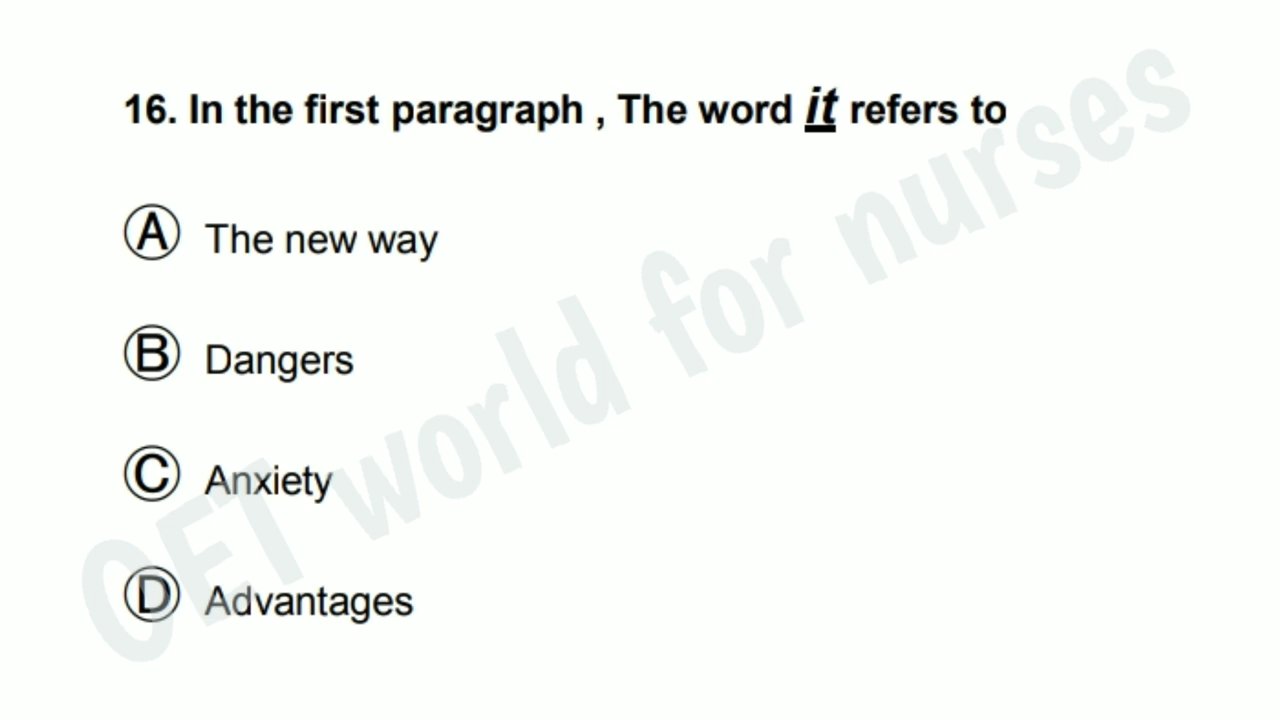 16. In the first paragraph , The word it refers to
A The new way
B Dangers
C Anxiety
D Advantages
OET world for nurses